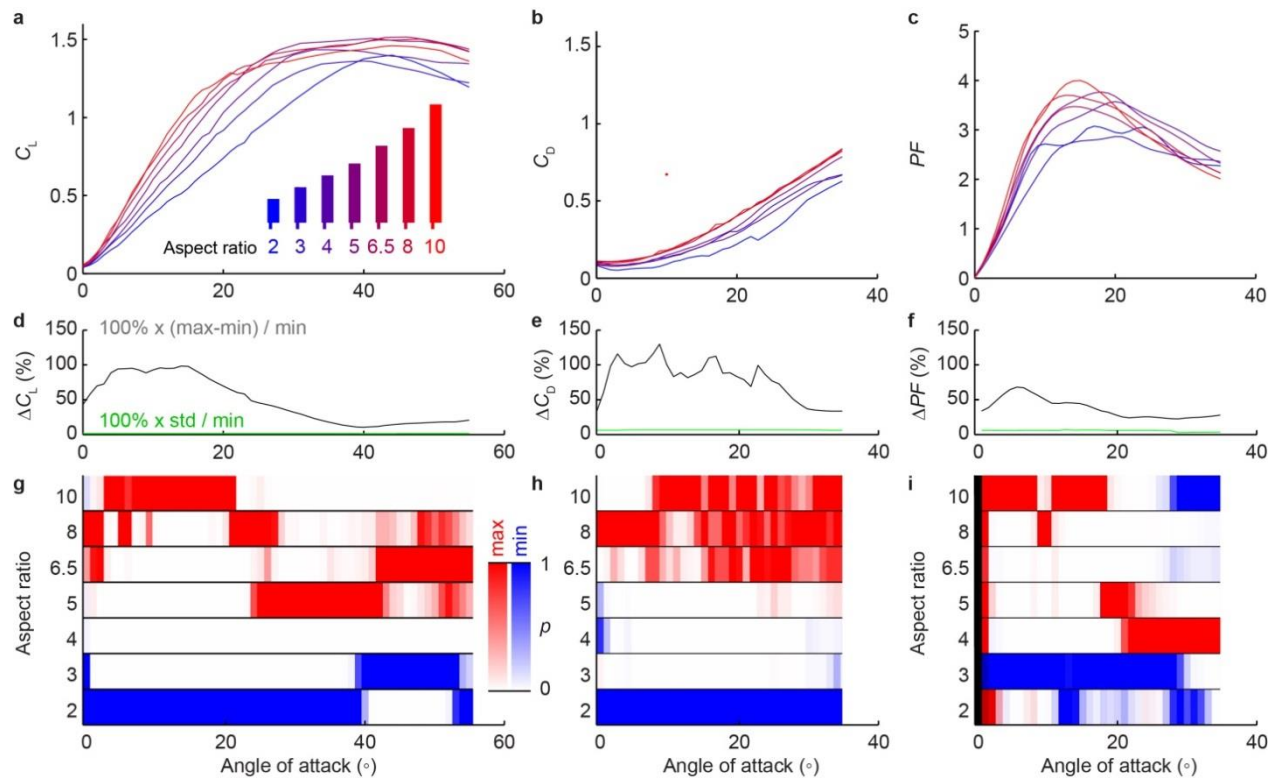 a
1.5
1
0.5
0
C_L
Aspect ratio 2 3 4 5 6.5 8 10
0 20 40 60
b
1.5
1
0.5
0
C_D
0 20 40
c
5
4
3
2
1
0
PF
0 20 40
d 100% x (max-min) / min
150
100
50
0
ΔC_L (%)
100% x std / min
0 20 40 60
e
150
100
50
0
ΔC_D (%)
0 20 40
f
150
100
50
0
ΔPF (%)
0 20 40
g
10
8
6.5
5
4
3
2
Aspect ratio
max
min
1
p
0
0 20 40 60
Angle of attack (◦)
h
10
8
6.5
5
4
3
2
Aspect ratio
0 20 40
Angle of attack (◦)
i
10
8
6.5
5
4
3
2
Aspect ratio
0 20 40
Angle of attack (◦)